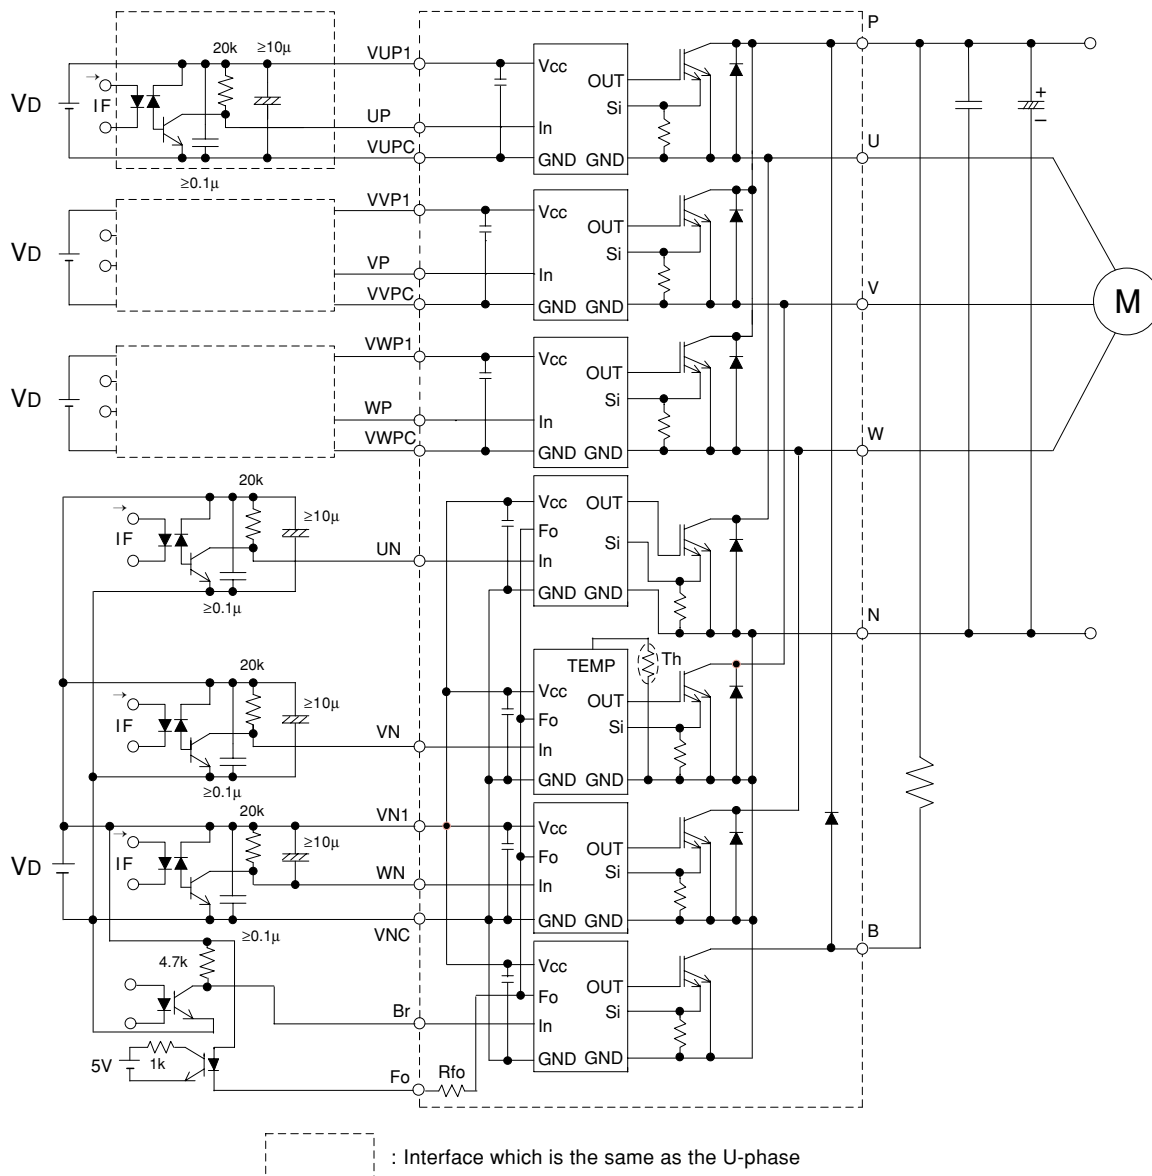 20k ≥10μ
VUP1
Vcc
OUT
Si
P
VD
IF
UP
In
VUPC
GND GND
U
≥0.1μ
VVP1
Vcc
OUT
Si
VD
VP
In
VVPC
GND GND
V
M
VWP1
Vcc
OUT
Si
VD
WP
In
VWPC
GND GND
W
20k
≥10μ
IF
UN
Vcc OUT
Fo
Si
In
GND GND
≥0.1μ
N
20k
≥10μ
IF
VN
TEMP
Th
Vcc
OUT
Fo
Si
In
GND GND
≥0.1μ
20k
≥10μ
VN1
Vcc
OUT
Fo
Si
In
GND GND
VD
IF
WN
VNC
≥0.1μ
B
4.7k
Vcc
OUT
Fo
Si
In
GND GND
Br
5V
1k
Fo
Rfo
: Interface which is the same as the U-phase